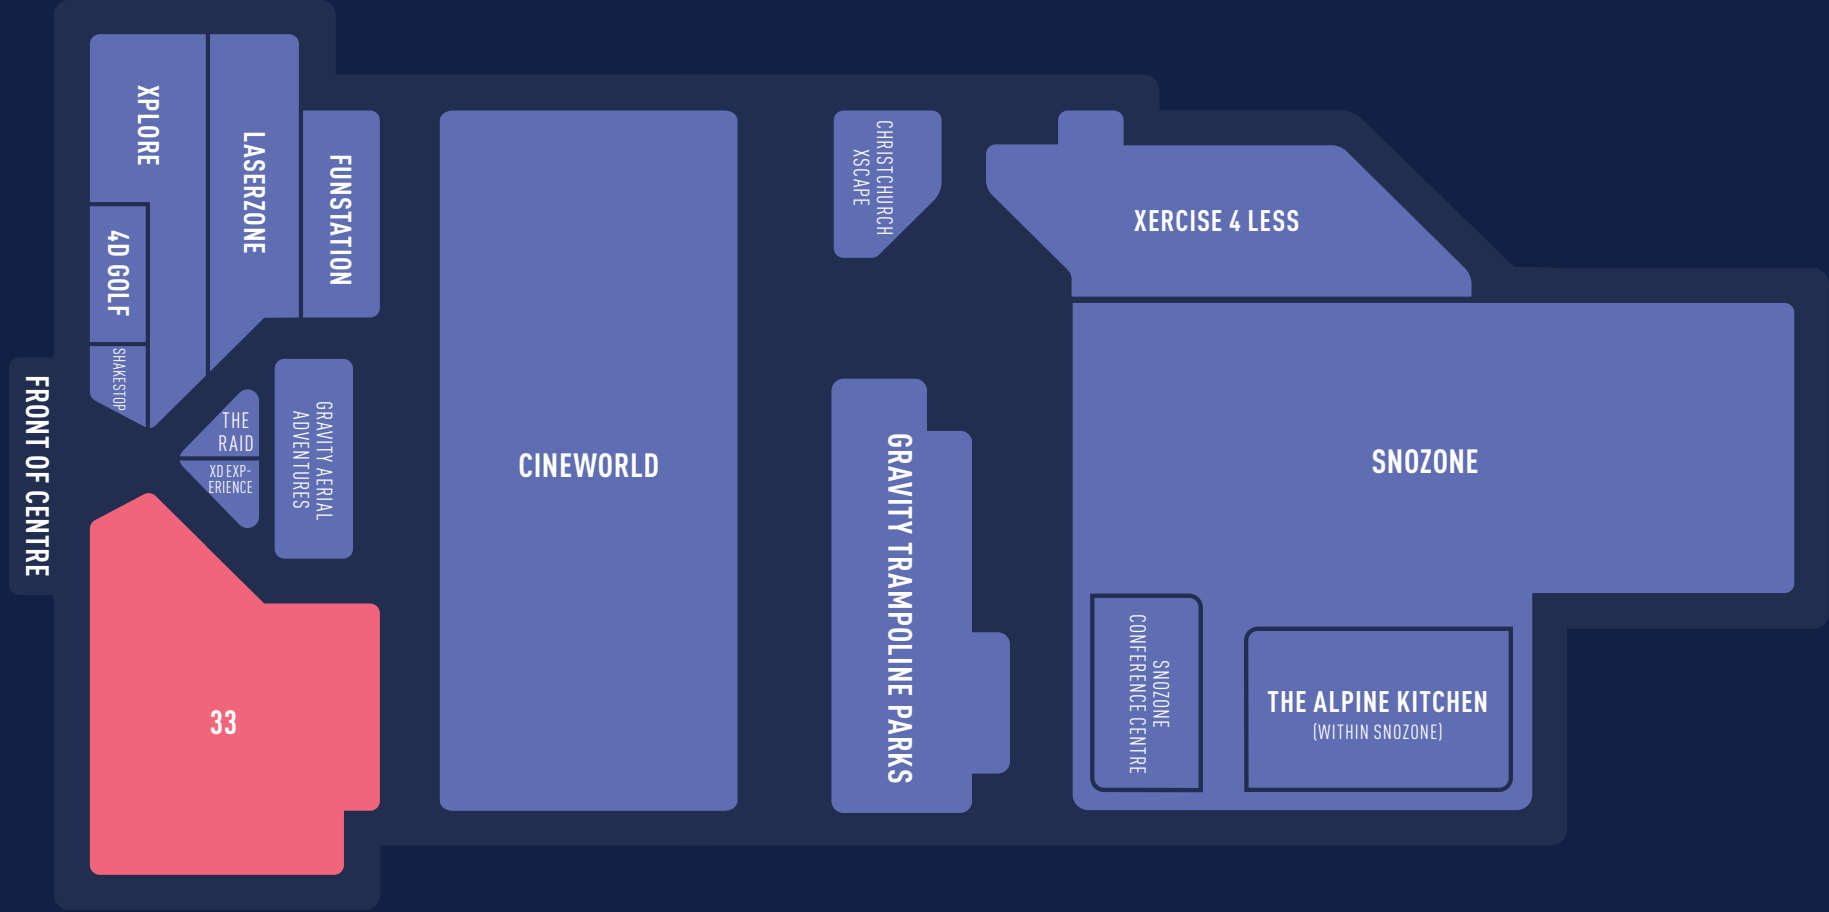 FRONT OF CENTRE
XPLORE
LASERZONE
FUNSTATION
4D GOLF
SHAKESTOP
THE
RAID
XD EXP-
ERIENCE
GRAVITY AERIAL
ADVENTURES
33
CINEWORLD
CHRISTCHURCH
XSCAPE
GRAVITY TRAMPOLINE PARKS
XERCISE 4 LESS
SNOZONE
SNOZONE
CONFERENCE CENTRE
THE ALPINE KITCHEN
(WITHIN SNOZONE)